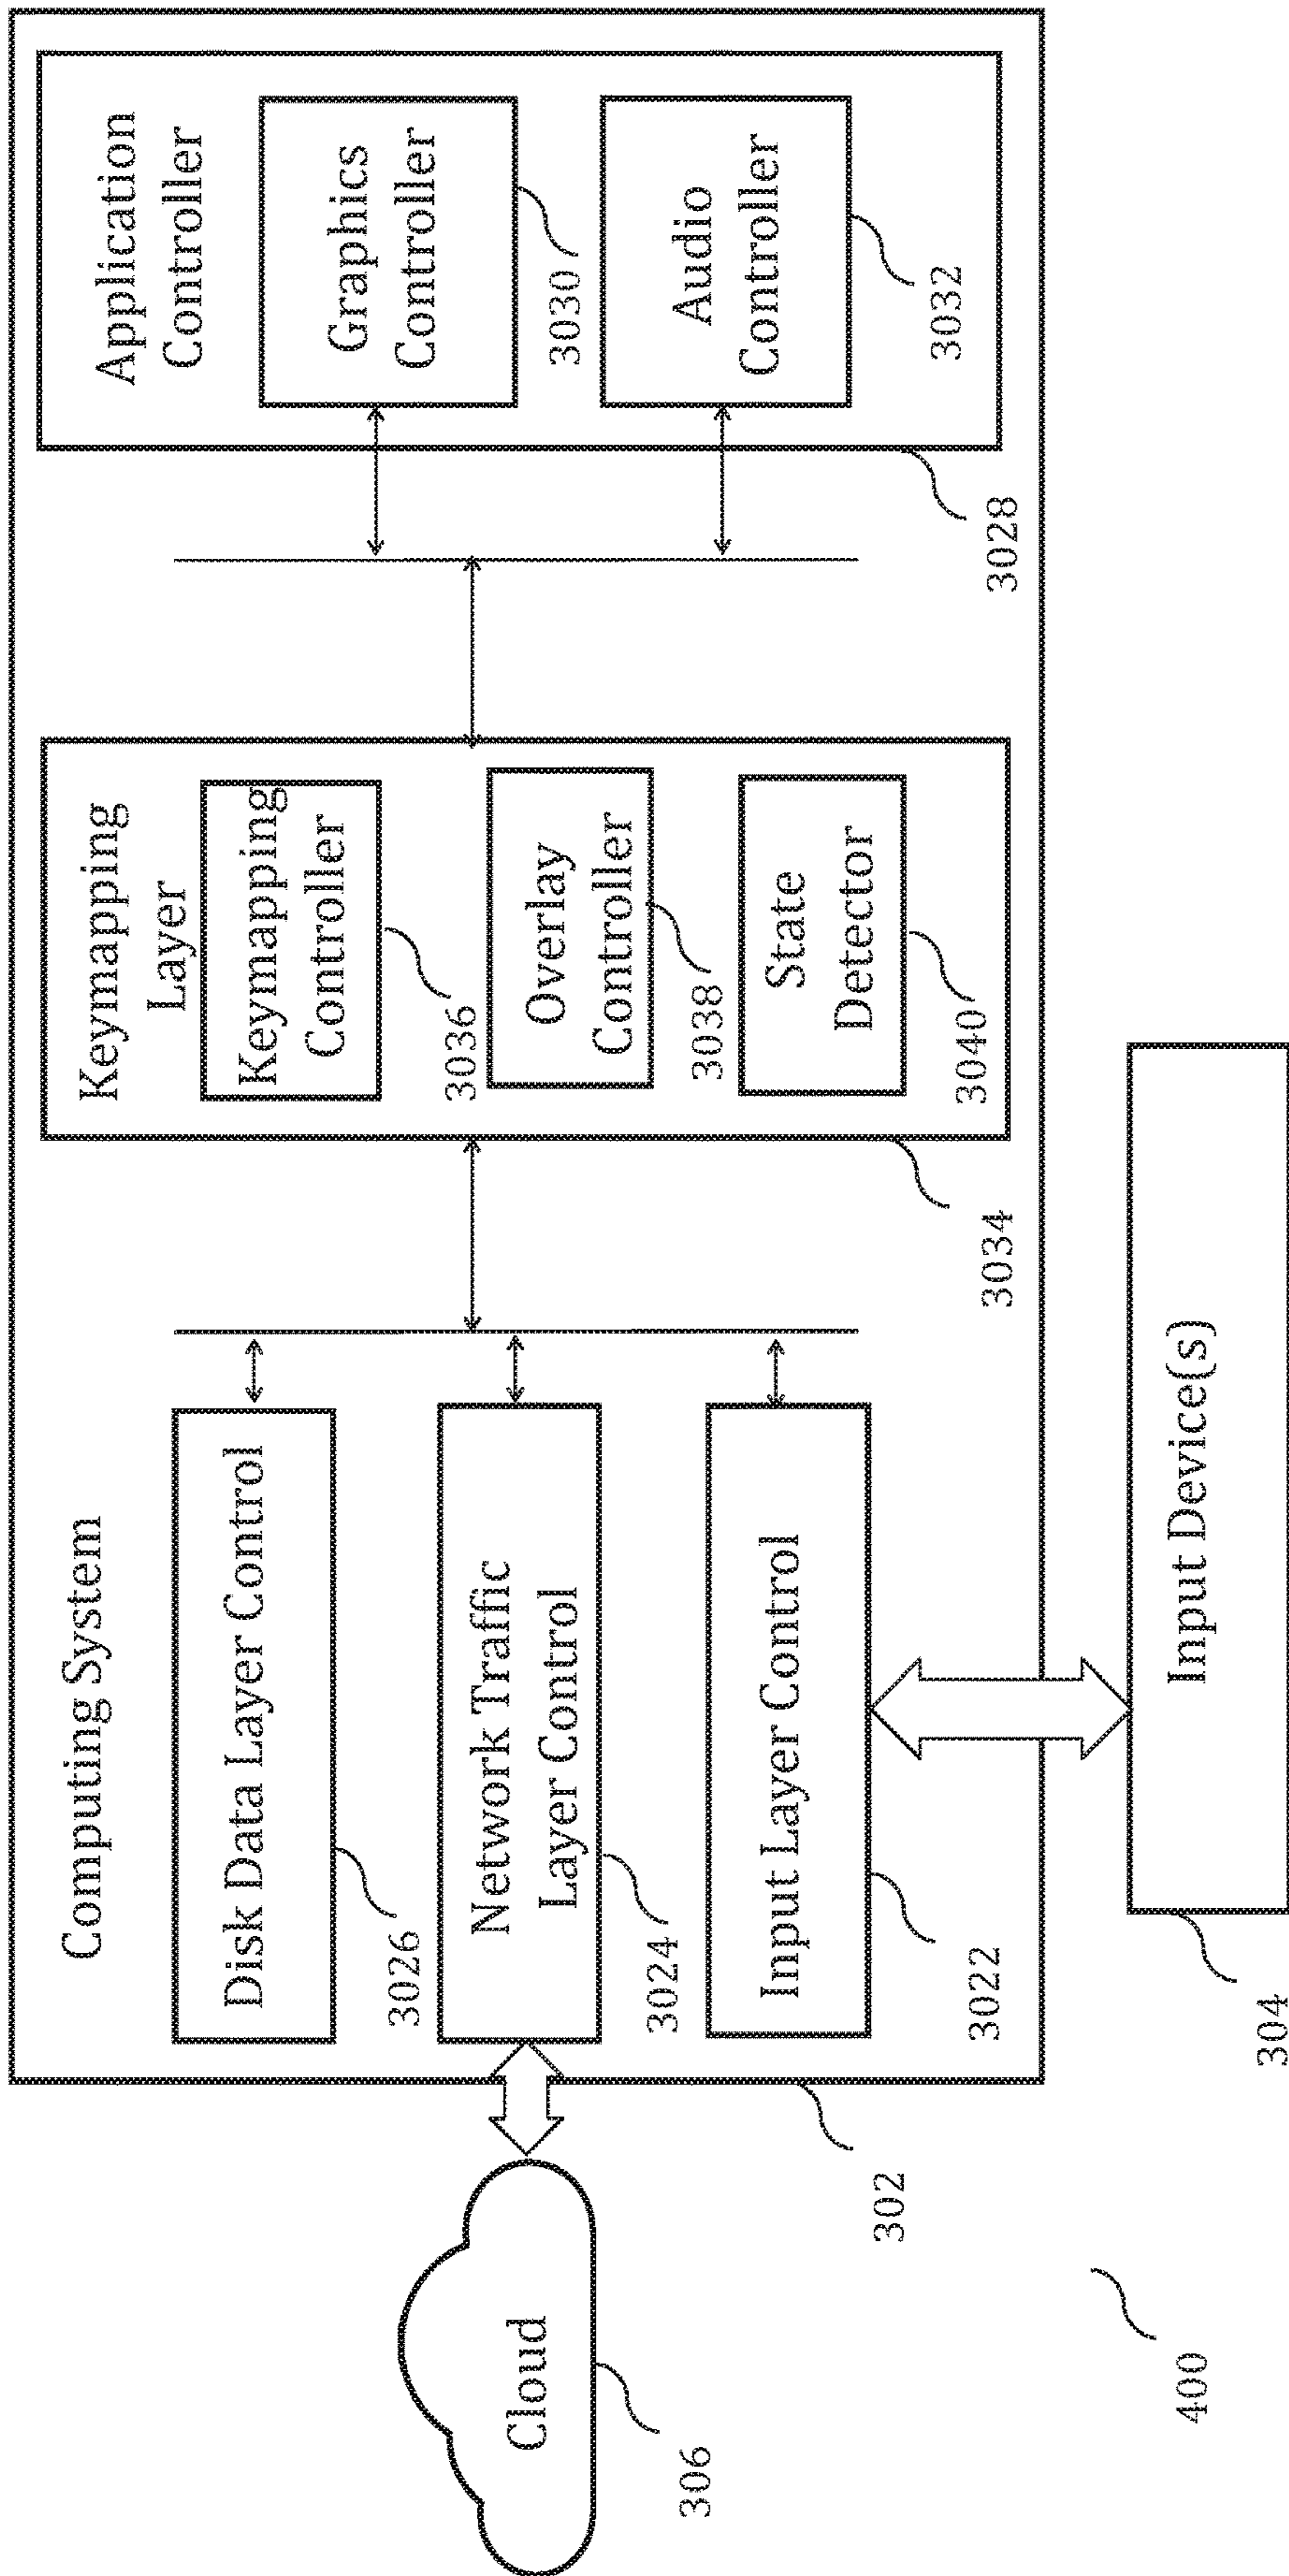 Computing System
Disk Data Layer Control
3026
Network Traffic
Layer Control
3024
Input Layer Control
3022
Keymapping
Layer
Keymapping
Controller
3036
Overlay
Controller
3038
State
Detector
3040
3034
Application
Controller
Graphics
Controller
3030
Audio
Controller
3032
3028
Cloud
306
302
Input Device(s)
304
400